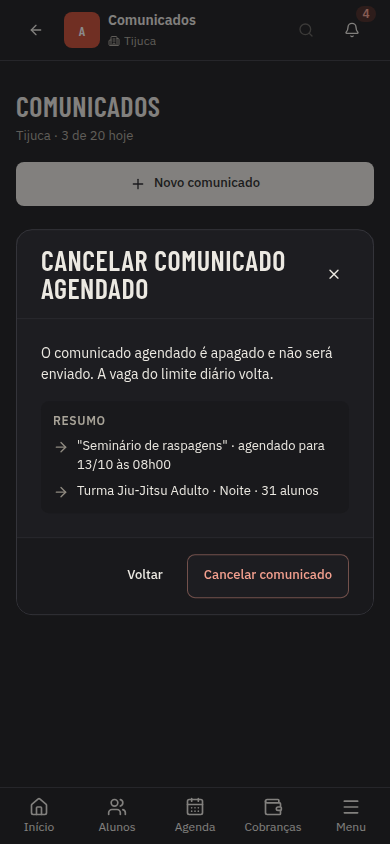 A
Comunicados
Tijuca
4
COMUNICADOS
Tijuca · 3 de 20 hoje
Novo comunicado
CANCELAR COMUNICADO
AGENDADO
O comunicado agendado é apagado e não será
enviado. A vaga do limite diário volta.
RESUMO
"Seminário de raspagens" · agendado para
13/10 às 08h00
Turma Jiu-Jitsu Adulto · Noite · 31 alunos
Voltar
Cancelar comunicado
Início
Alunos
Agenda
Cobranças
Menu